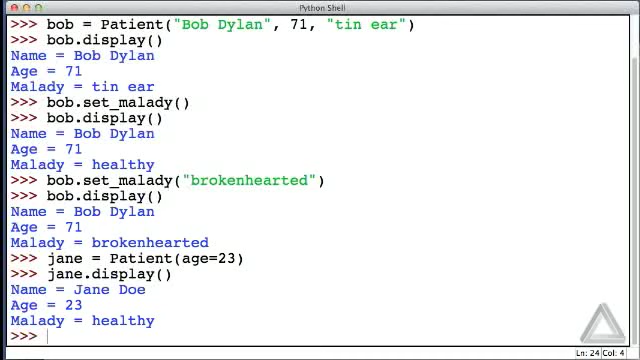 Python Shell
>>> bob = Patient("Bob Dylan", 71, "tin ear")
>>> bob.display()
Name = Bob Dylan
Age = 71
Malady = tin ear
>>> bob.set_malady()
>>> bob.display()
Name = Bob Dylan
Age = 71
Malady = healthy
>>> bob.set_malady("brokenhearted")
>>> bob.display()
Name = Bob Dylan
Age = 71
Malady = brokenhearted
>>> jane = Patient(age=23)
>>> jane.display()
Name = Jane Doe
Age = 23
Malady = healthy
>>>
Ln: 24 Col: 4